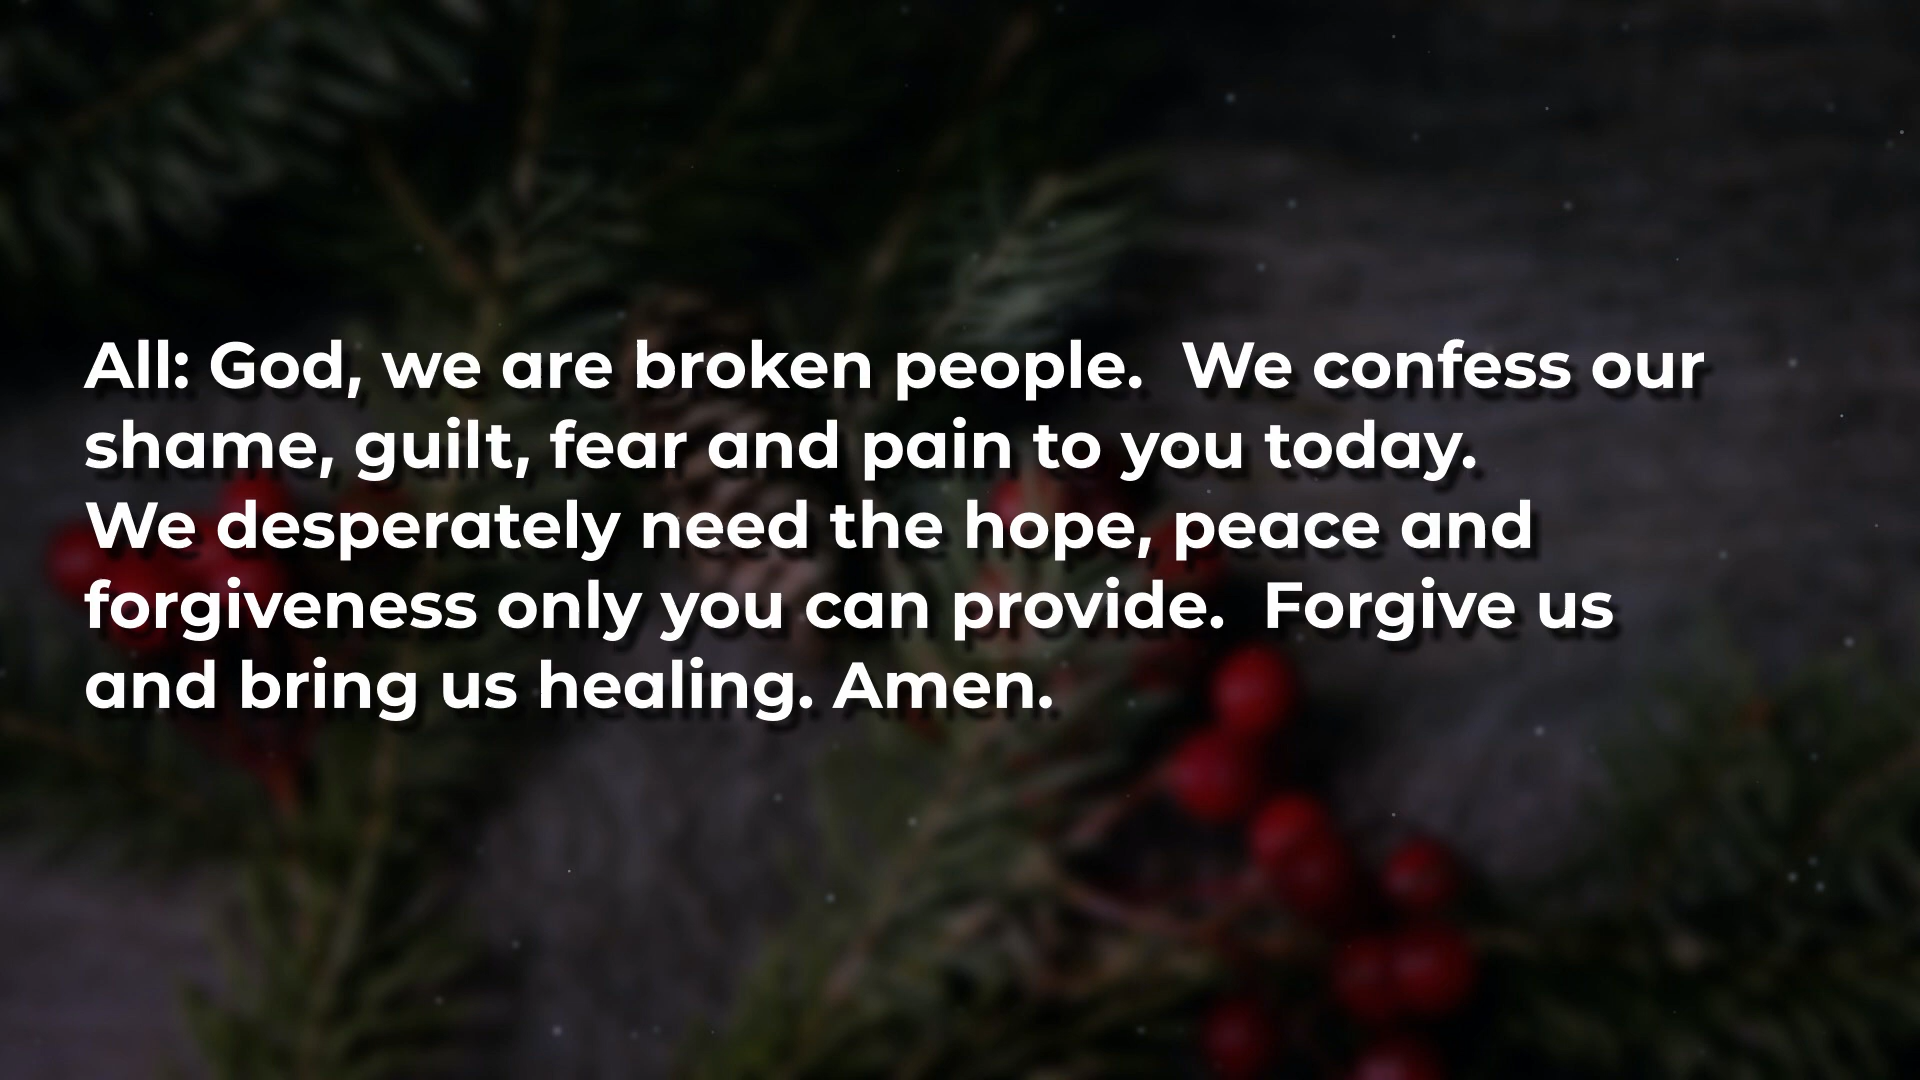 All: God, we are broken people.  We confess our
shame, guilt, fear and pain to you today.
We desperately need the hope, peace and
forgiveness only you can provide.  Forgive us
and bring us healing. Amen.